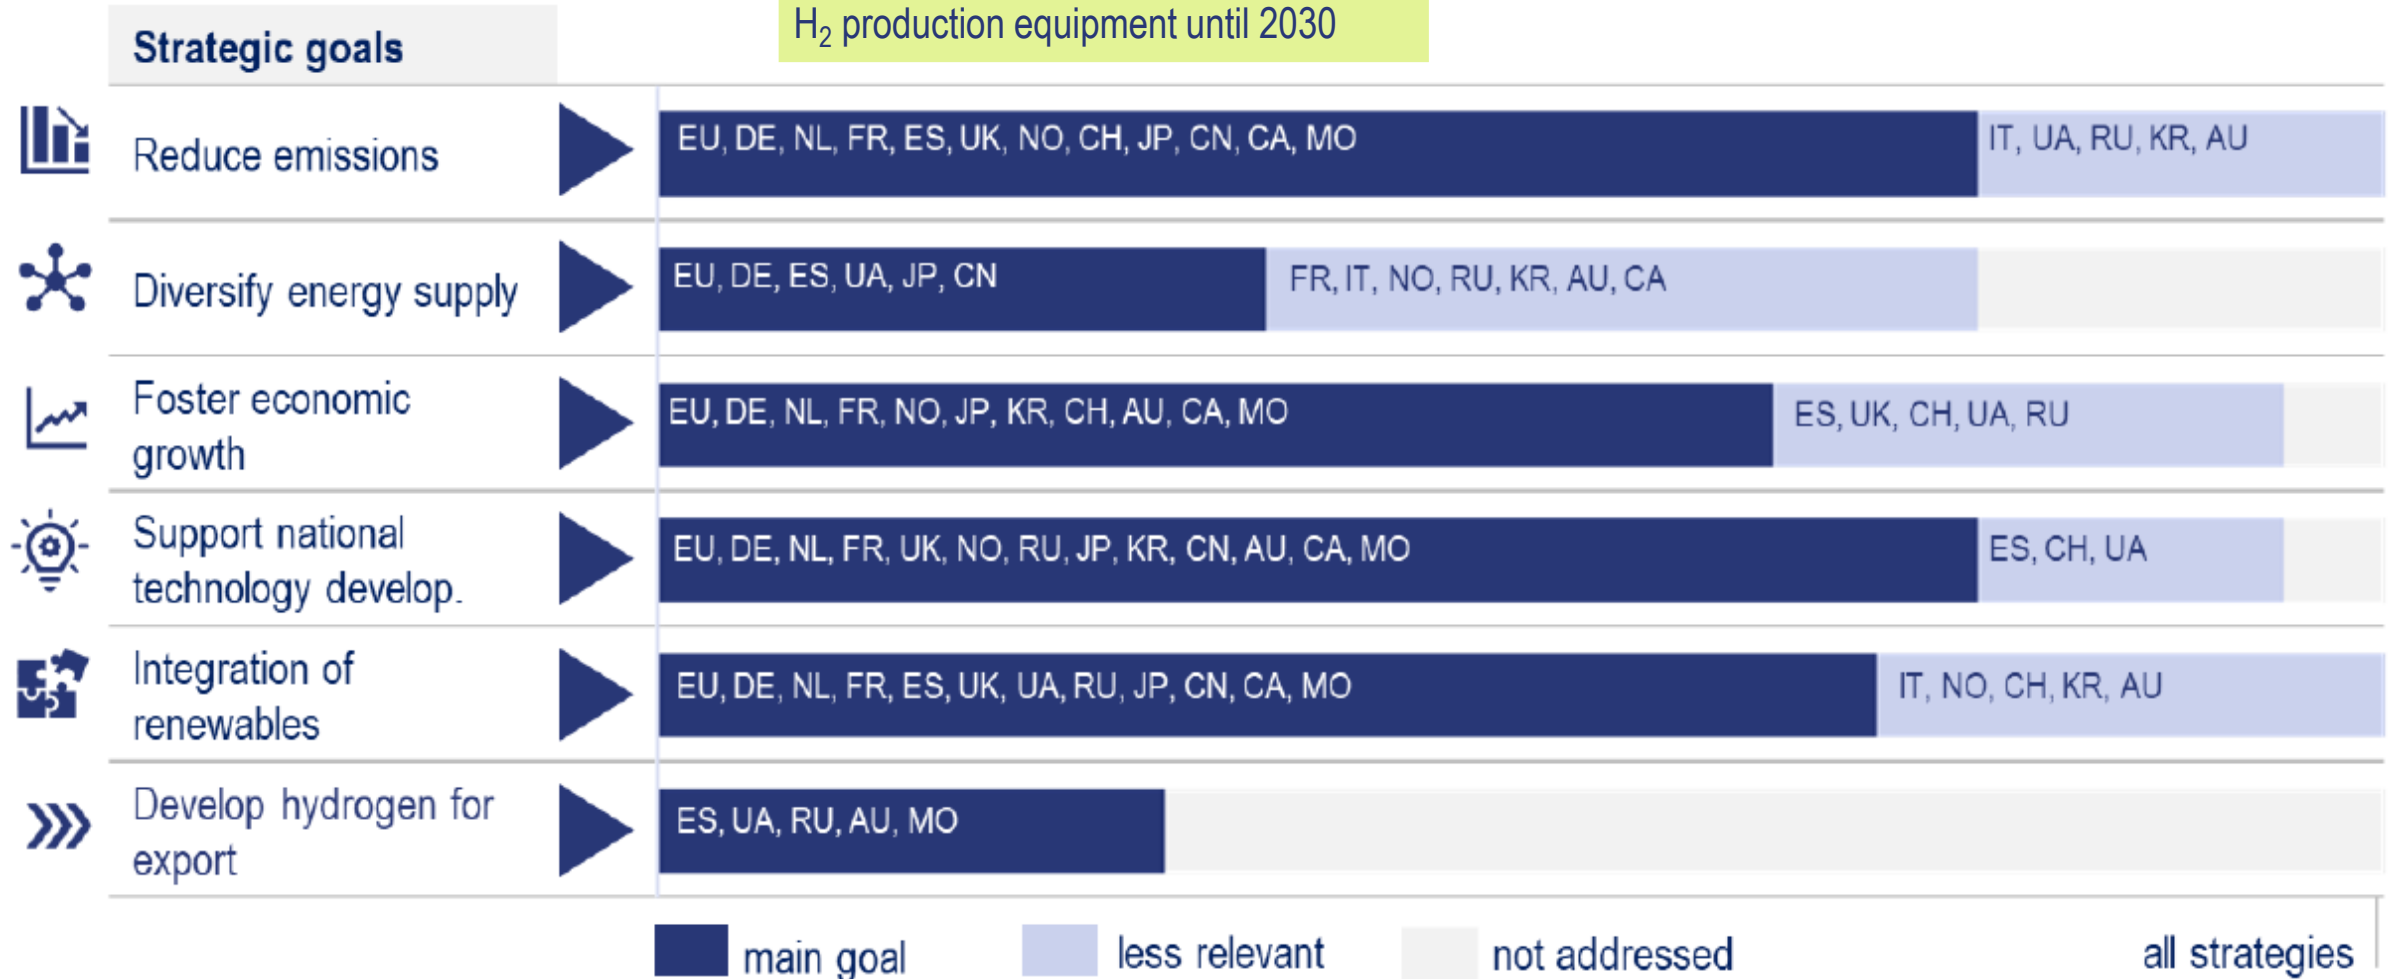 H₂ production equipment until 2030
Strategic goals
Reduce emissions
EU, DE, NL, FR, ES, UK, NO, CH, JP, CN, CA, MO
IT, UA, RU, KR, AU
Diversify energy supply
EU, DE, ES, UA, JP, CN
FR, IT, NO, RU, KR, AU, CA
Foster economic
growth
EU, DE, NL, FR, NO, JP, KR, CH, AU, CA, MO
ES, UK, CH, UA, RU
Support national
technology develop.
EU, DE, NL, FR, UK, NO, RU, JP, KR, CN, AU, CA, MO
ES, CH, UA
Integration of
renewables
EU, DE, NL, FR, ES, UK, UA, RU, JP, CN, CA, MO
IT, NO, CH, KR, AU
Develop hydrogen for
export
ES, UA, RU, AU, MO
main goal
less relevant
not addressed
all strategies